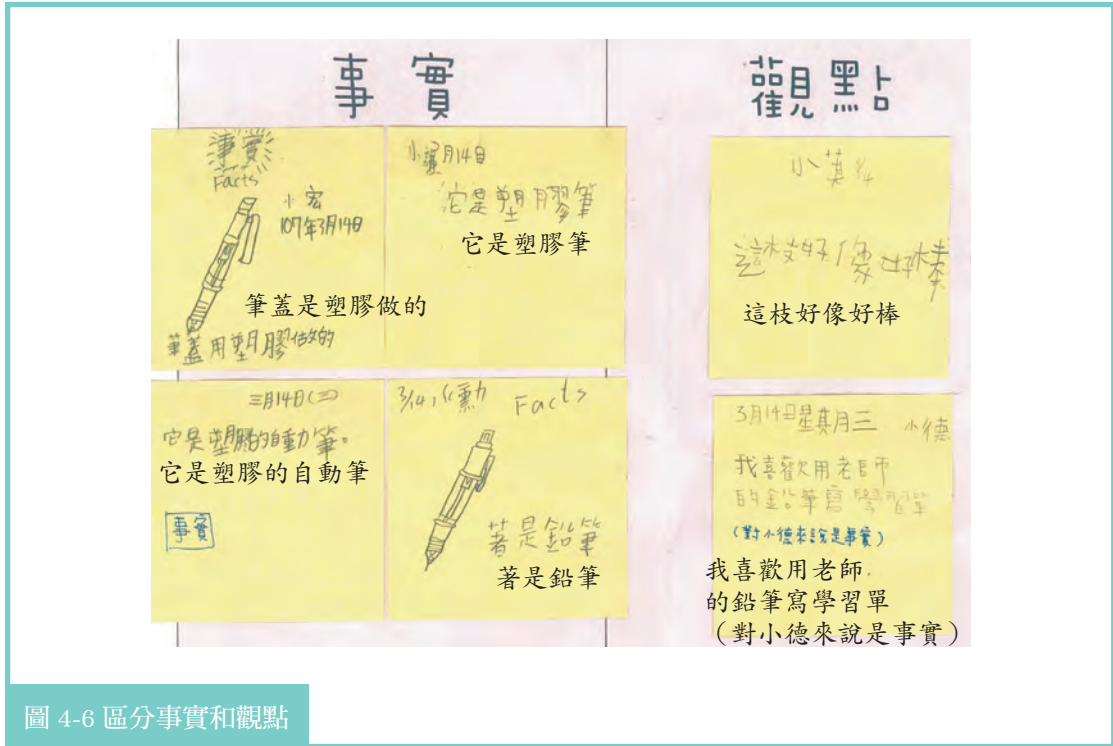 事實
觀點
事實
Facts
小宏
107年3月14日
筆蓋是塑膠做的
筆蓋用塑膠做的
3月14日
它是塑膠筆
它是塑膠筆
小萁 3/14
這枝好像好棒
這枝好像好棒
三月14日(三)
它是塑膠的自動筆。
它是塑膠的自動筆
事實
3/14
Facts
著是鉛筆
著是鉛筆
3月14日星期三 小德
我喜歡用老師
的鉛筆寫學習單
(對小德來說是事實)
我喜歡用老師
的鉛筆寫學習單
(對小德來說是事實)
圖 4-6 區分事實和觀點